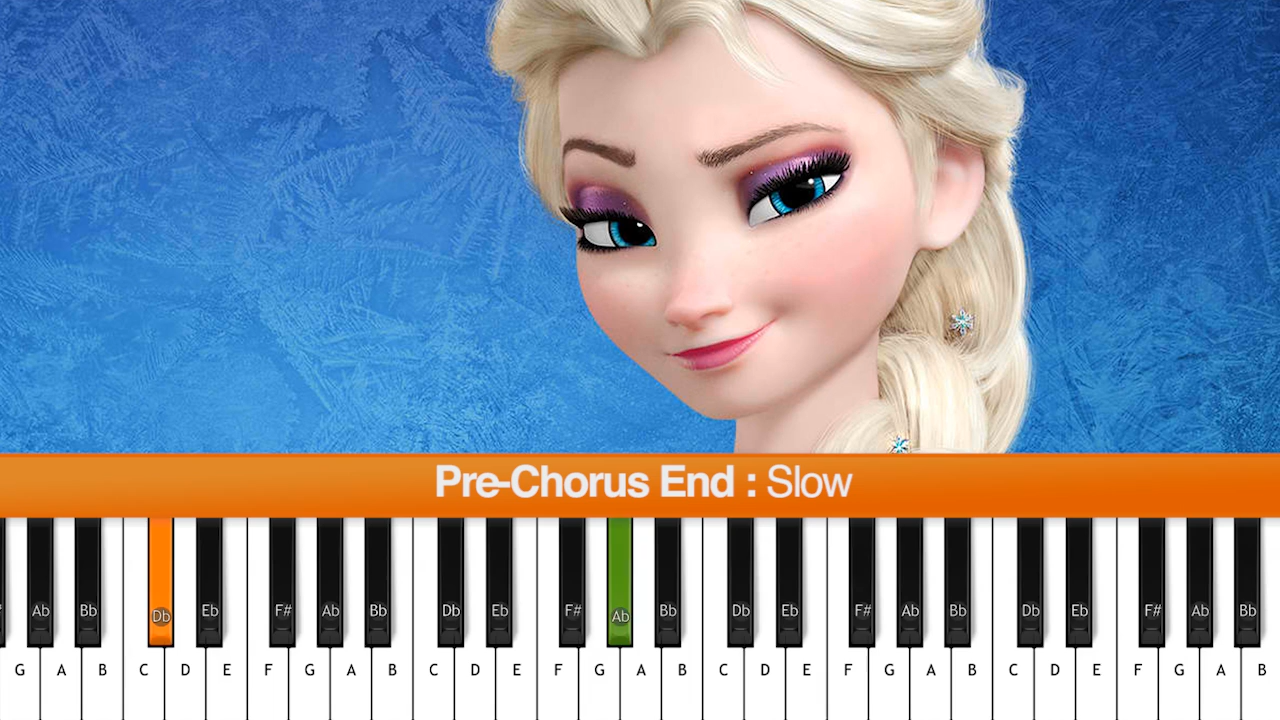 Pre-Chorus End : Slow
Ab Bb Db Eb F# Ab Bb Db Eb F# Ab Bb Db Eb F# Ab Bb Db Eb F# Ab Bb
G A B C D E F G A B C D E F G A B C D E F G A B C D E F G A B